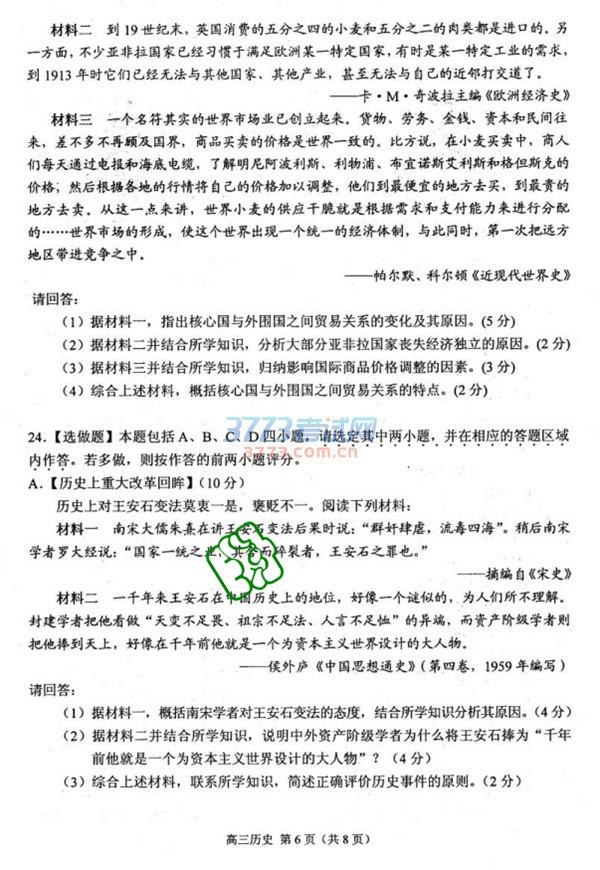 材料二　到19世纪末，英国消费的五分之四的小麦和五分之二的肉类都是进口的。另
一方面，不少亚非拉国家已经习惯于满足欧洲某一特定国家，有时是某一特定工业的需求，
到1913年时它们已经无法与其他国家、其他产业，甚至无法与自己的近邻打交道了。
——卡·M·奇波拉主编《欧洲经济史》
材料三　一个名符其实的世界市场业已创立起来。货物、劳务、金钱、资本和民间往
来，差不多不再顾及国界，商品买卖的价格是世界一致的。比方说，在小麦买卖中，商人
们每天通过电报和海底电缆，了解明尼阿波利斯、利物浦、布宜诺斯艾利斯和格但斯克的
价格；然后根据各地的行情将自己的价格加以调整，他们到最便宜的地方去买，到最贵的
地方去卖。从这一点来讲，世界小麦的供应干脆就是根据需求和支付能力来进行分配
的……世界市场的形成，使这个世界出现一个统一的经济体制，与此同时，第一次把远方
地区带进竞争之中。
——帕尔默、科尔顿《近现代世界史》
请回答：
（1）据材料一，指出核心国与外围国之间贸易关系的变化及其原因。(5 分)
（2）据材料二并结合所学知识，分析大部分亚非拉国家丧失经济独立的原因。(2 分)
（3）据材料三并结合所学知识，归纳影响国际商品价格调整的因素。(3 分)
（4）综合上述材料，概括核心国与外围国之间贸易关系的特点。(2 分)
3773考试网
www.3773.com.cn
24.【选做题】本题包括 A、B、C、D 四小题，请选定其中两小题，并在相应的答题区域
内作答。若多做，则按作答的前两小题评分。
A.【历史上重大改革回眸】(10 分)
历史上对王安石变法莫衷一是，褒贬不一。阅读下列材料：
材料一　南宋大儒朱熹在讲王安石变法后果时说：“群奸肆虐，流毒四海”。稍后南宋
学者罗大经说：“国家一统之业，其合而碎裂者，王安石之罪也。”
——摘编自《宋史》
材料二　一千年来王安石在中国历史上的地位，好像一个谜似的，为人们所不理解。
封建学者把他看做“天变不足畏、祖宗不足法、人言不足恤”的异端，而资产阶级学者则
把他捧到天上，好像在千年前他就是一个为资本主义世界设计的大人物。
——侯外庐《中国思想通史》（第四卷，1959 年编写）
请回答：
（1）据材料一，概括南宋学者对王安石变法的态度，结合所学知识分析其原因。（4 分）
（2）据材料二并结合所学知识，说明中外资产阶级学者为什么将王安石捧为“千年
前他就是一个为资本主义世界设计的大人物”？（4 分）
（3）综合上述材料，联系所学知识，简述正确评价历史事件的原则。（2 分）
高三历史 第 6 页（共 8 页）